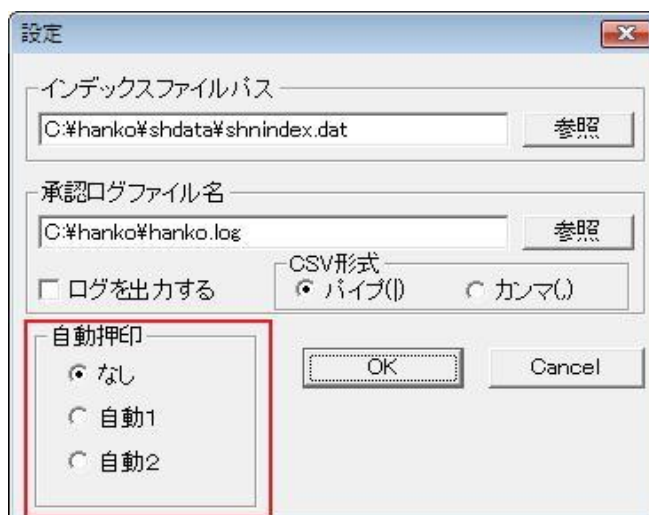 設定
インデックスファイルパス
C:¥hanko¥shdata¥shnindex.dat 参照
承認ログファイル名
C:¥hanko¥hanko.log 参照
CSV形式
ログを出力する パイプ(|) カンマ(,)
自動押印
なし OK Cancel
自動1
自動2